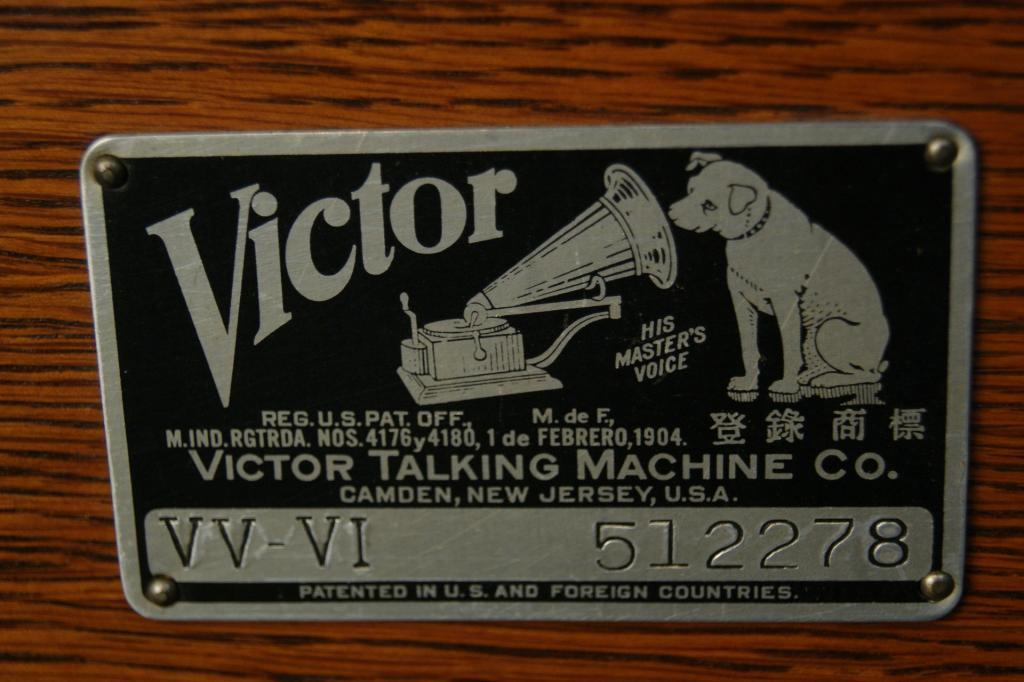 Victor
HIS
MASTER'S
VOICE
REG. U.S. PAT. OFF., M. de F.,
M.IND. RGTRDA. NOS. 4176 y 4180, 1 de FEBRERO, 1904.
登錄商標
VICTOR TALKING MACHINE CO.
CAMDEN, NEW JERSEY, U.S.A.
VV-VI 512278
PATENTED IN U.S. AND FOREIGN COUNTRIES.